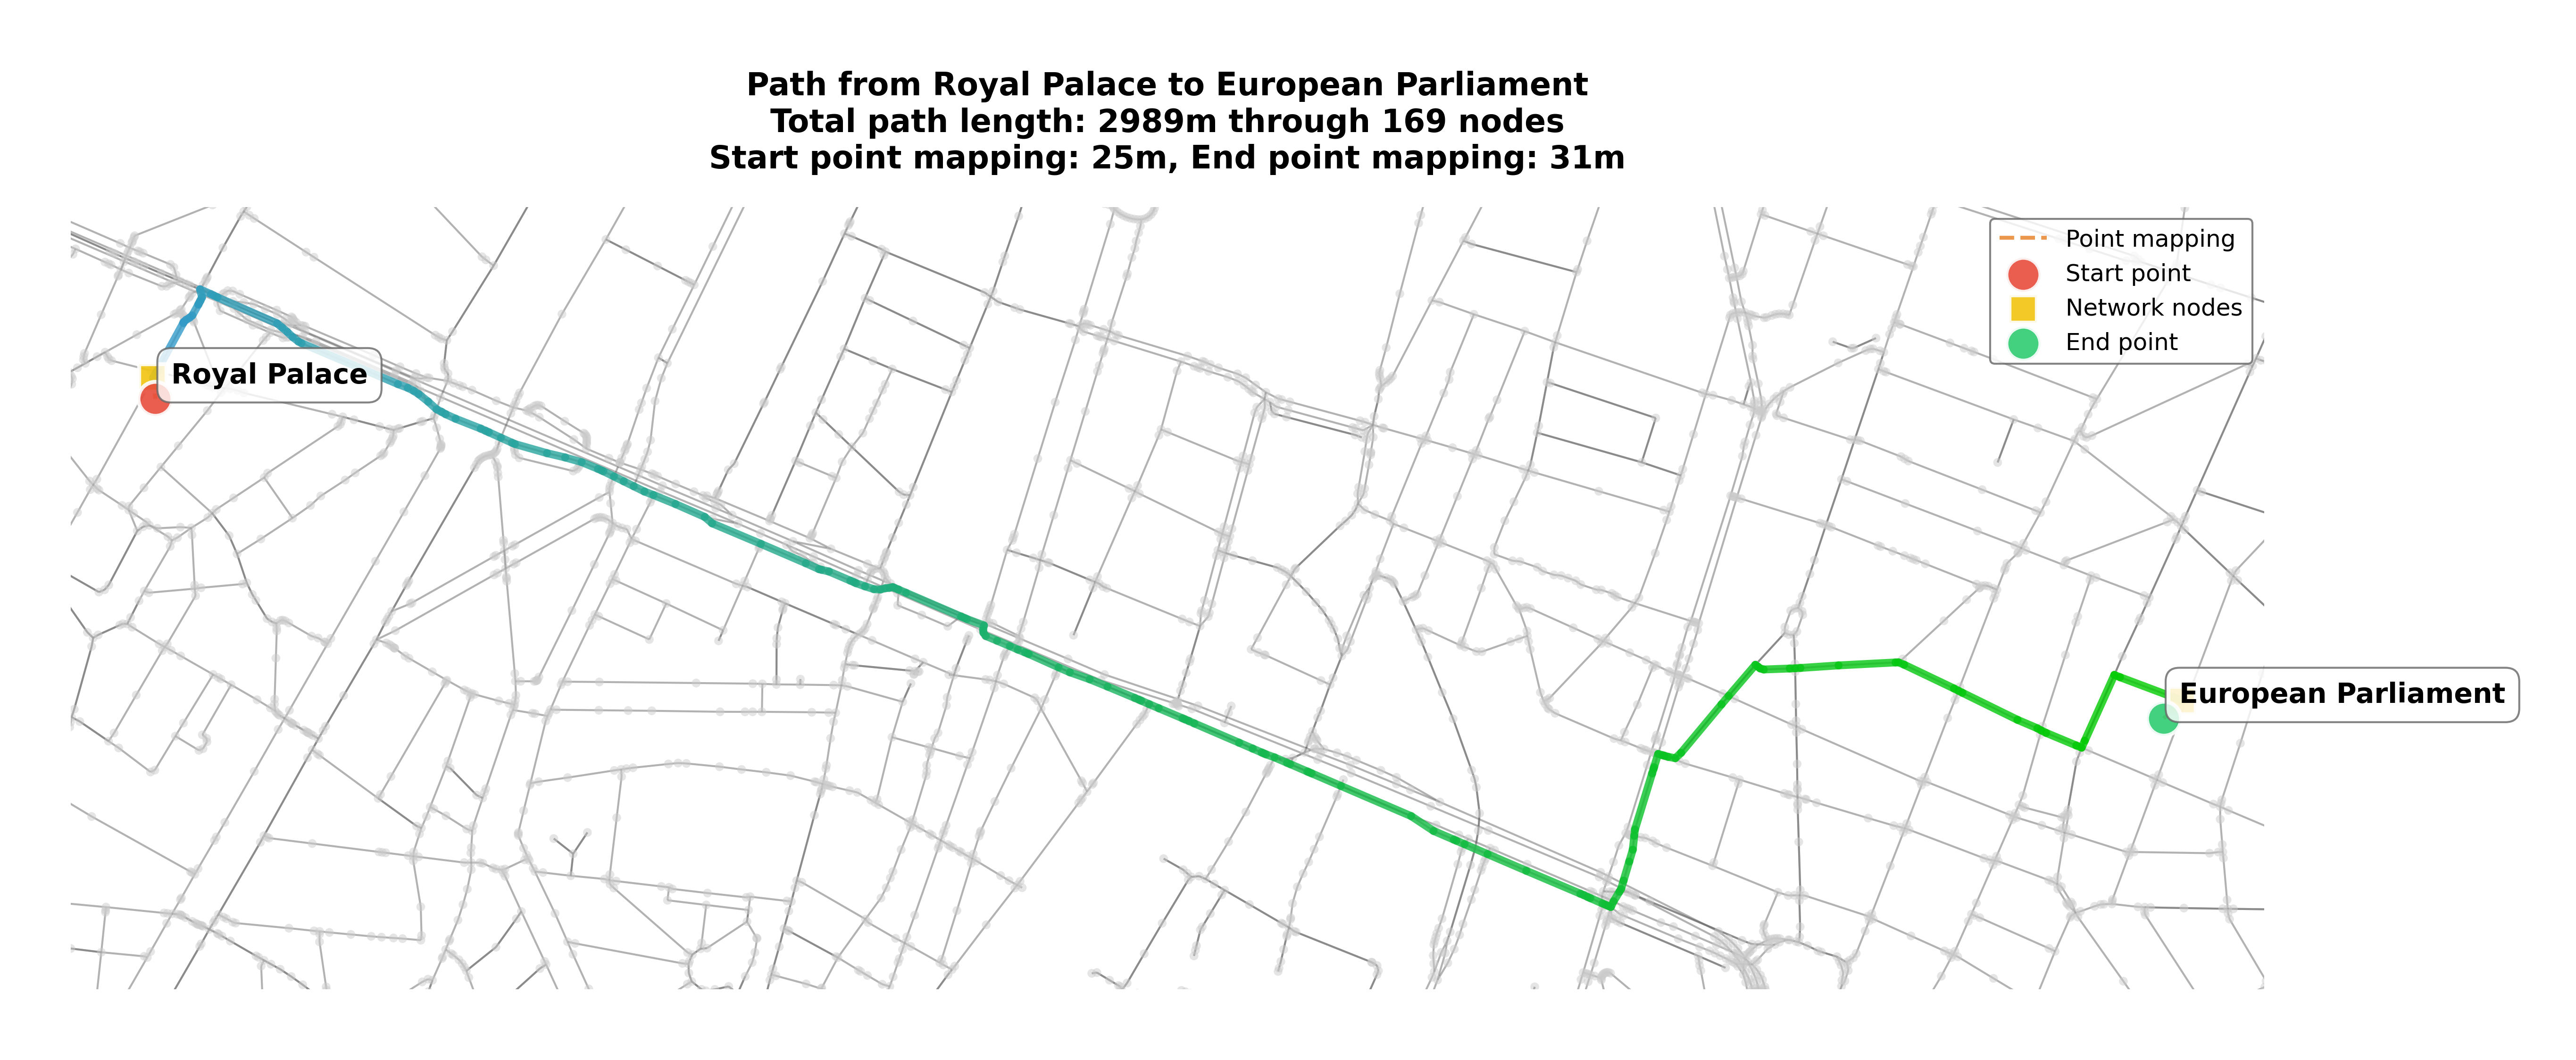 Path from Royal Palace to European Parliament
Total path length: 2989m through 169 nodes
Start point mapping: 25m, End point mapping: 31m
Point mapping
Start point
Network nodes
End point
Royal Palace
European Parliament